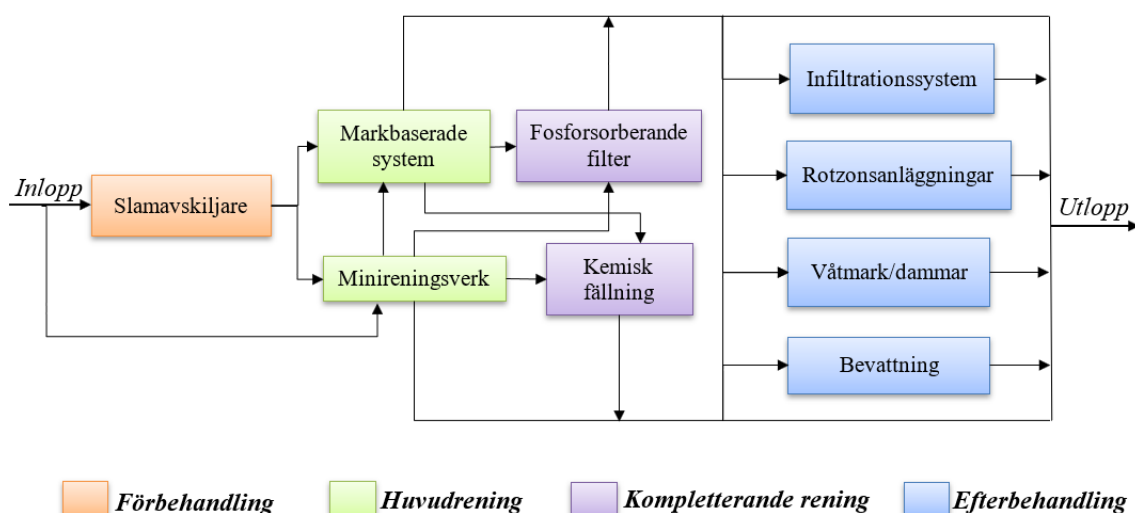 Inlopp
Slamavskiljare
Markbaserade
system
Minireningsverk
Fosforsorberande
filter
Kemisk
fällning
Infiltrationssystem
Rotzonsanläggningar
Våtmark/dammar
Bevattning
Utlopp
Förbehandling
Huvudrening
Kompletterande rening
Efterbehandling